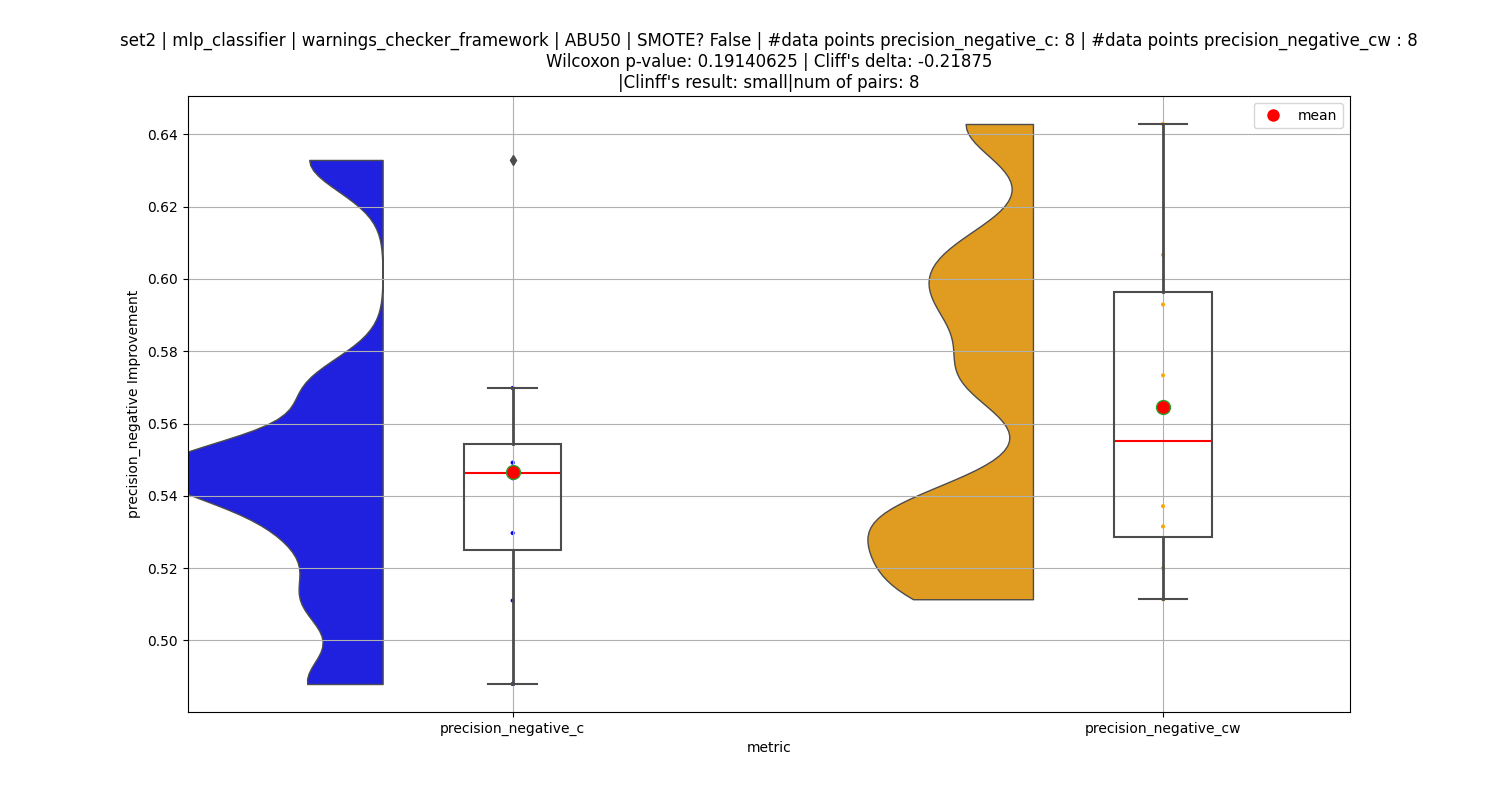 set2 | mlp_classifier | warnings_checker_framework | ABU50 | SMOTE? False | #data points precision_negative_c: 8 | #data points precision_negative_cw : 8
Wilcoxon p-value: 0.19140625 | Cliff's delta: -0.21875
|Clinff's result: small|num of pairs: 8
mean
0.64
0.62
0.60
0.58
0.56
0.54
0.52
0.50
precision_negative Improvement
precision_negative_c
precision_negative_cw
metric